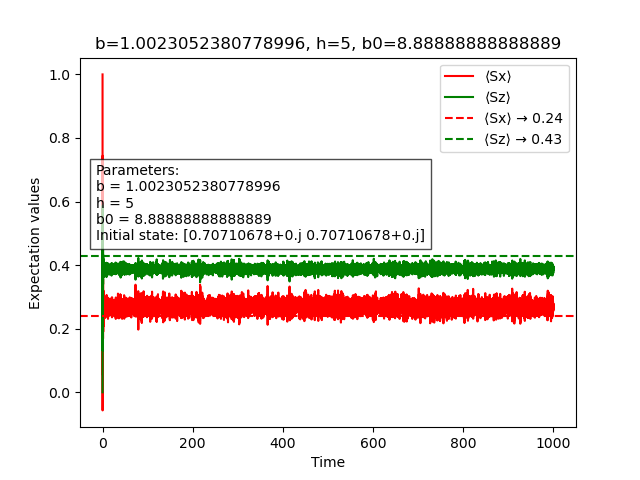 b=1.0023052380778996, h=5, b0=8.88888888888889
⟨Sx⟩
⟨Sz⟩
⟨Sx⟩ → 0.24
⟨Sz⟩ → 0.43
Parameters:
b = 1.0023052380778996
h = 5
b0 = 8.88888888888889
Initial state: [0.70710678+0.j 0.70710678+0.j]
Expectation values
1.0
0.8
0.6
0.4
0.2
0.0
0 200 400 600 800 1000
Time